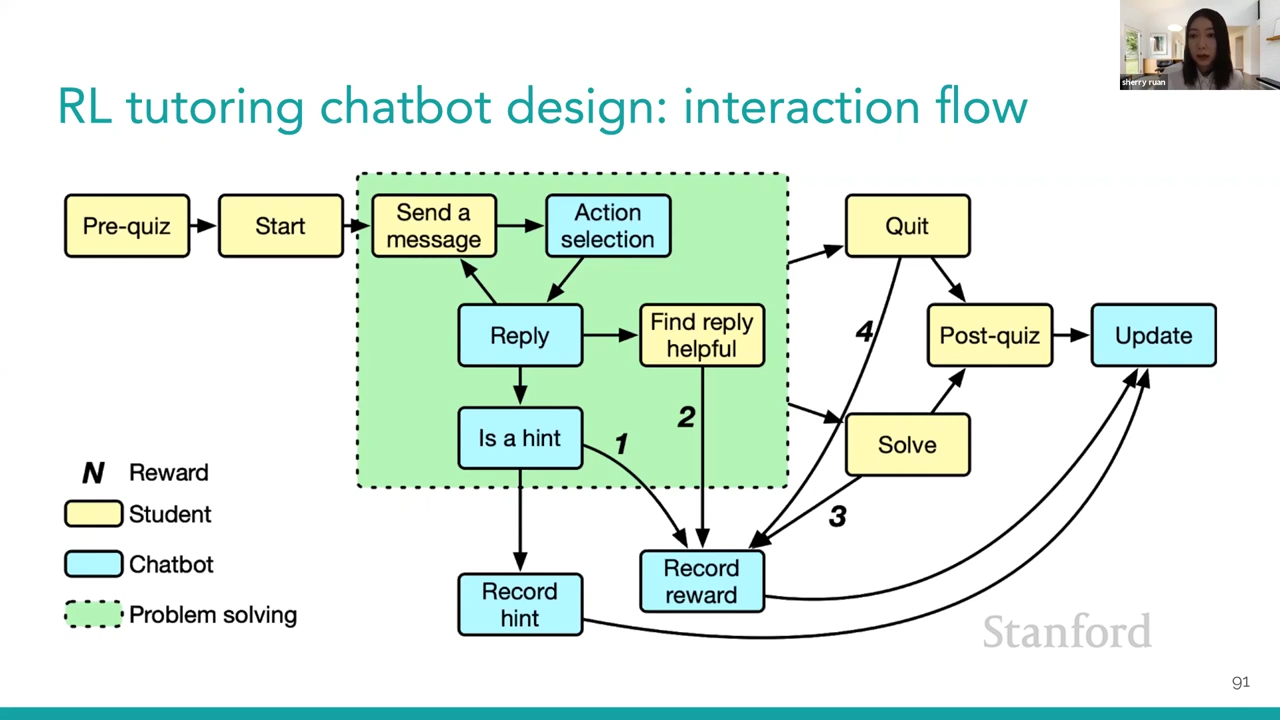 sherry ruan
RL tutoring chatbot design: interaction flow
Pre-quiz
Start
Send a
message
Action
selection
Quit
Reply
Find reply
helpful
4
Post-quiz
Update
2
Is a hint
1
Solve
3
N Reward
Student
Chatbot
Problem solving
Record
hint
Record
reward
Stanford
91